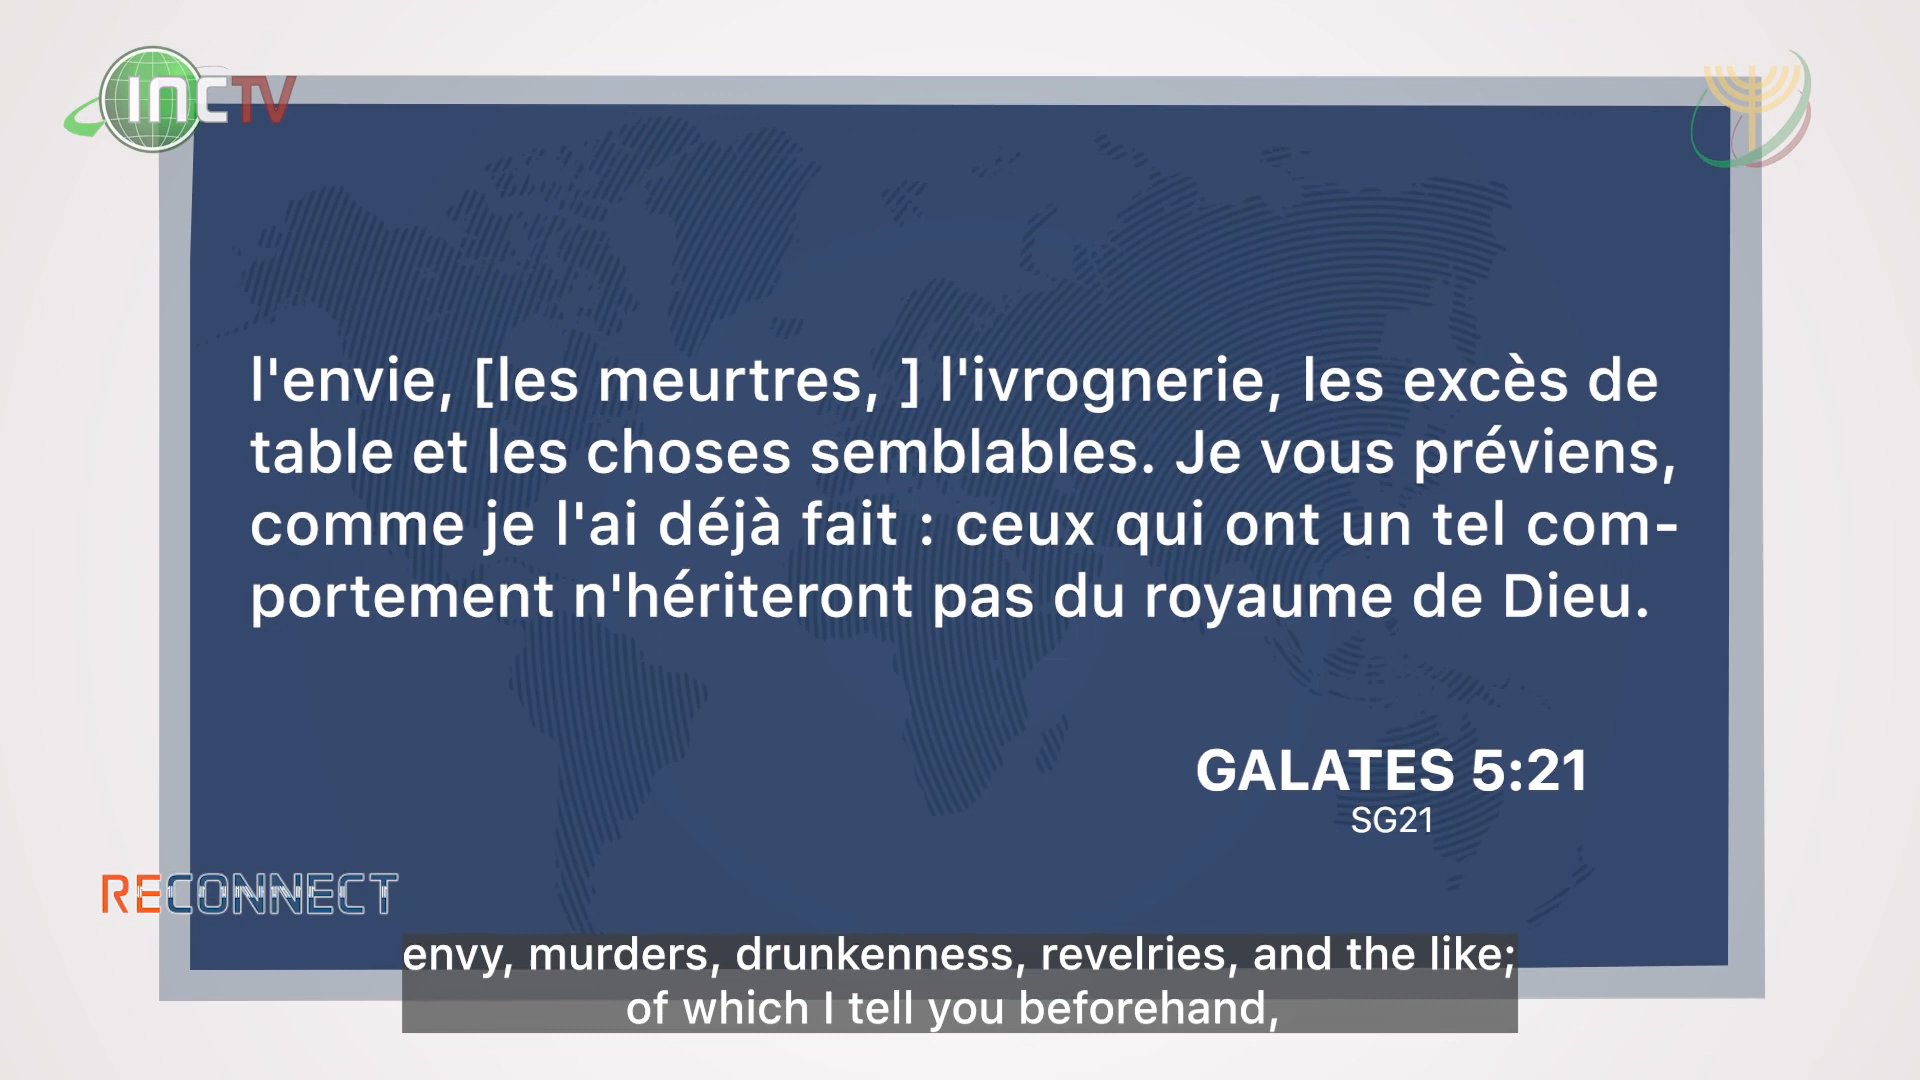 INCTV
l'envie, [les meurtres, ] l'ivrognerie, les excès de
table et les choses semblables. Je vous préviens,
comme je l'ai déjà fait : ceux qui ont un tel com-
portement n'hériteront pas du royaume de Dieu.
GALATES 5:21
SG21
RECONNECT
envy, murders, drunkenness, revelries, and the like;
of which I tell you beforehand,